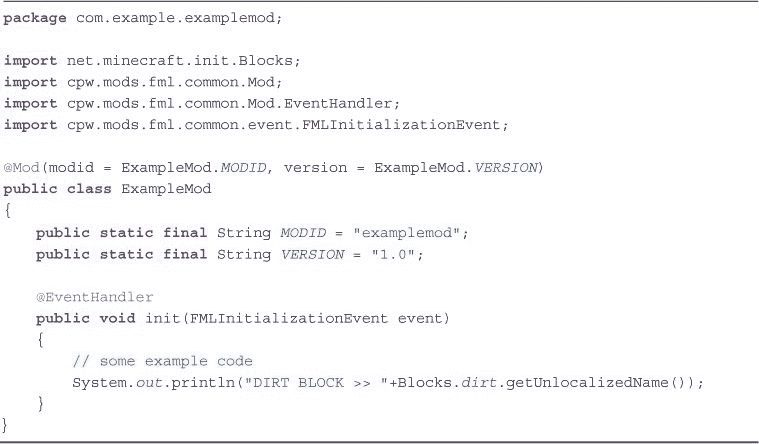 package com.example.examplemod;
import net.minecraft.init.Blocks;
import cpw.mods.fml.common.Mod;
import cpw.mods.fml.common.Mod.EventHandler;
import cpw.mods.fml.common.event.FMLInitializationEvent;
@Mod(modid = ExampleMod.MODID, version = ExampleMod.VERSION)
public class ExampleMod
{
    public static final String MODID = "examplemod";
    public static final String VERSION = "1.0";
    @EventHandler
    public void init(FMLInitializationEvent event)
    {
        // some example code
        System.out.println("DIRT BLOCK >> "+Blocks.dirt.getUnlocalizedName());
    }
}